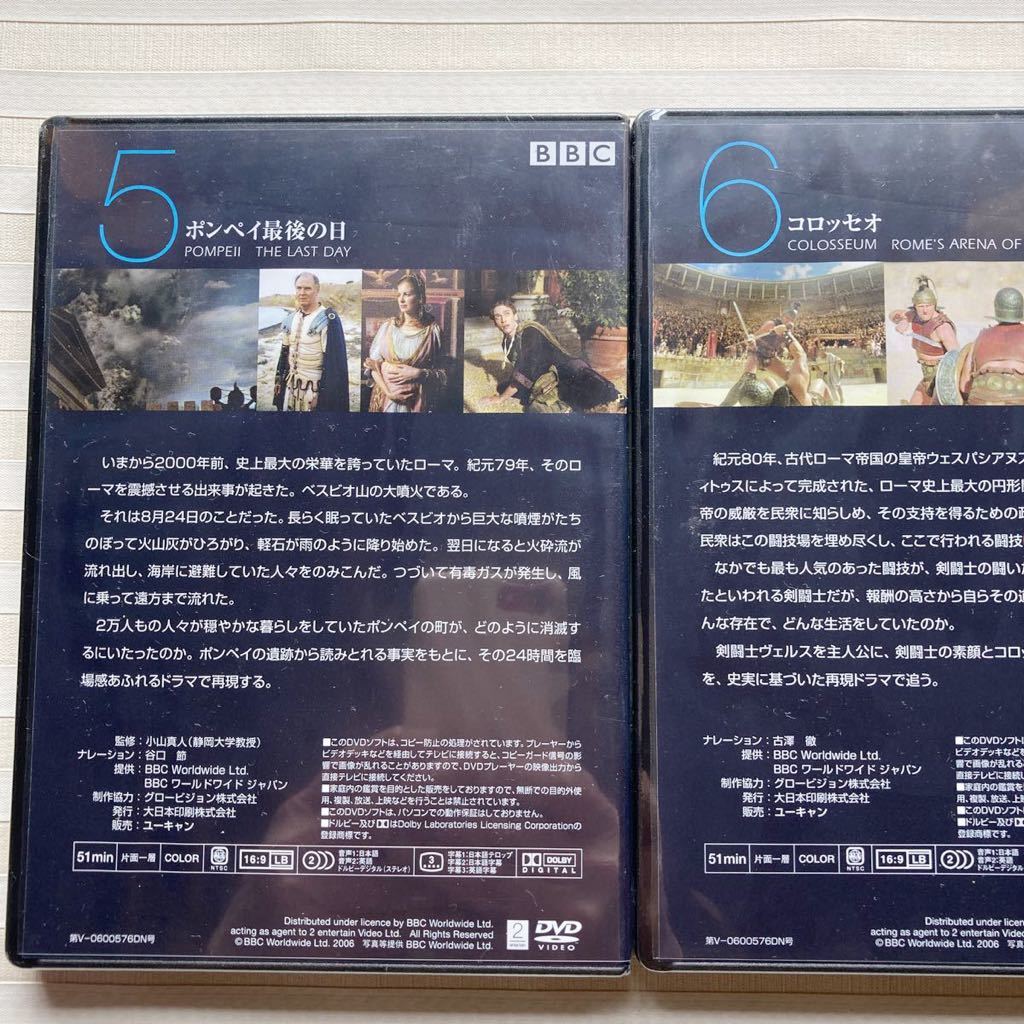 5
BBC
ポンペイ最後の日
POMPEII THE LAST DAY
いまから2000年前、史上最大の栄華を誇っていたローマ。紀元79年、そのロ
ーマを震撼させる出来事が起きた。ベスビオ山の大噴火である。
それは8月24日のことだった。長らく眠っていたベスビオから巨大な噴煙がたち
のぼって火山灰がひろがり、軽石が雨のように降り始めた。翌日になると火砕流が
流れ出し、海岸に避難していた人々をのみこんだ。つづいて有毒ガスが発生し、風
に乗って遠方まで流れた。
2万人もの人々が穏やかな暮らしをしていたポンペイの町が、どのように消滅す
るにいたったのか。ポンペイの遺跡から読みとれる事実をもとに、その24時間を臨
場感あふれるドラマで再現する。
監修：小山真人（静岡大学教授）
ナレーション：谷口 節
提供：BBC Worldwide Ltd.
BBC ワールドワイド ジャパン
制作協力：グロービジョン株式会社
発行：大日本印刷株式会社
販売：ユーキャン
■このDVDソフトは、コピー防止の処理がされています。プレーヤーから
ビデオデッキなどを経由してテレビに接続すると、コピーガード信号の影
響で画像が乱れることがありますので、DVDプレーヤーの映像出力から
直接テレビに接続してください。
■家庭内の鑑賞を目的とした販売をしておりますので、無断での目的外使
用、複製、放送、上映などを行うことは禁止されています。
■このDVDソフトは、パソコンでの動作保証はしておりません。
■ドルビー及びDDはDolby Laboratories Licensing Corporationの
登録商標です。
51min 片面一層 COLOR NTSC 16:9 LB 2
音声1：日本語
音声2：英語
ドルビーデジタル（ステレオ）
3
字幕1：日本語テロップ
字幕2：日本語字幕
字幕3：英語字幕
DOLBY
DIGITAL
Distributed under licence by BBC Worldwide Ltd.
acting as agent to 2 entertain Video Ltd. All Rights Reserved
第V-0600576DN号
© BBC Worldwide Ltd. 2006 写真等提供 BBC Worldwide Ltd.
2
DVD
VIDEO
6
コロッセオ
COLOSSEUM ROME'S ARENA OF
紀元80年、古代ローマ帝国の皇帝ウェスパシアヌス
ィトゥスによって完成された、ローマ史上最大の円形
帝の威厳を民衆に知らしめ、その支持を得るための
民衆はこの闘技場を埋め尽くし、ここで行われる闘技
なかでも最も人気のあった闘技が、剣闘士の闘い
たといわれる剣闘士だが、報酬の高さから自らその
んな存在で、どんな生活をしていたのか。
剣闘士ヴェルスを主人公に、剣闘士の素顔とコロッ
を、史実に基づいた再現ドラマで追う。
ナレーション：古澤 徹
提供：BBC Worldwide Ltd.
BBC ワールドワイド ジャパン
制作協力：グロービジョン株式会社
発行：大日本印刷株式会社
販売：ユーキャン
■このDVDソフトは
ビデオデッキなどを
響で画像が乱れる
直接テレビに接続し
■家庭内の鑑賞を
用、複製、放送、上映
■このDVDソフト
■ドルビー及びD
登録商標です。
51min 片面一層 COLOR NTSC 16:9 LB 2
音声1：日本語
音声2：英語
ドルビーデジタル
Distributed under licen
acting as agent to 2 entertain Video
第V-0600576DN号
© BBC Worldwide Ltd. 2006 写真